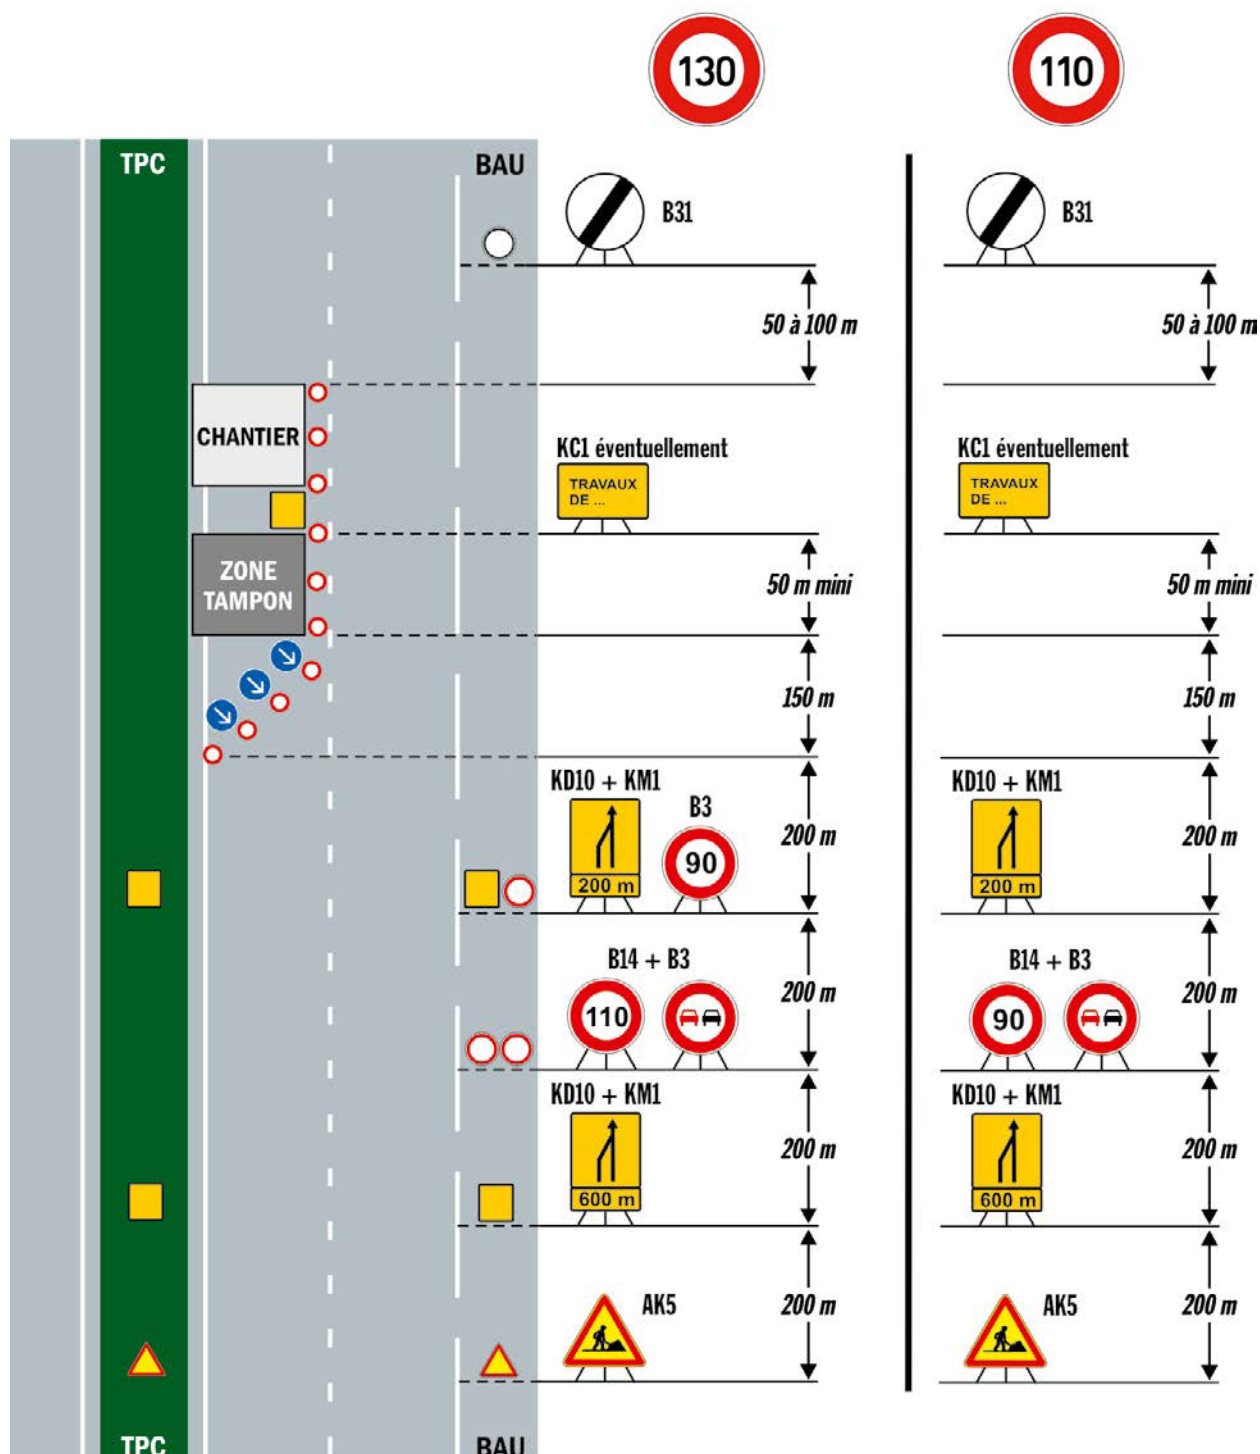 130
110
TPC
BAU
B31
B31
50 à 100 m
50 à 100 m
CHANTIER
KC1 éventuellement
KC1 éventuellement
TRAVAUX
DE ...
TRAVAUX
DE ...
ZONE
TAMPON
50 m mini
50 m mini
150 m
150 m
KD10 + KM1
KD10 + KM1
B3
200 m
200 m
90
200 m
200 m
B14 + B3
B14 + B3
200 m
200 m
110
90
KD10 + KM1
KD10 + KM1
200 m
200 m
600 m
600 m
AK5
AK5
200 m
200 m
TPC
BAU